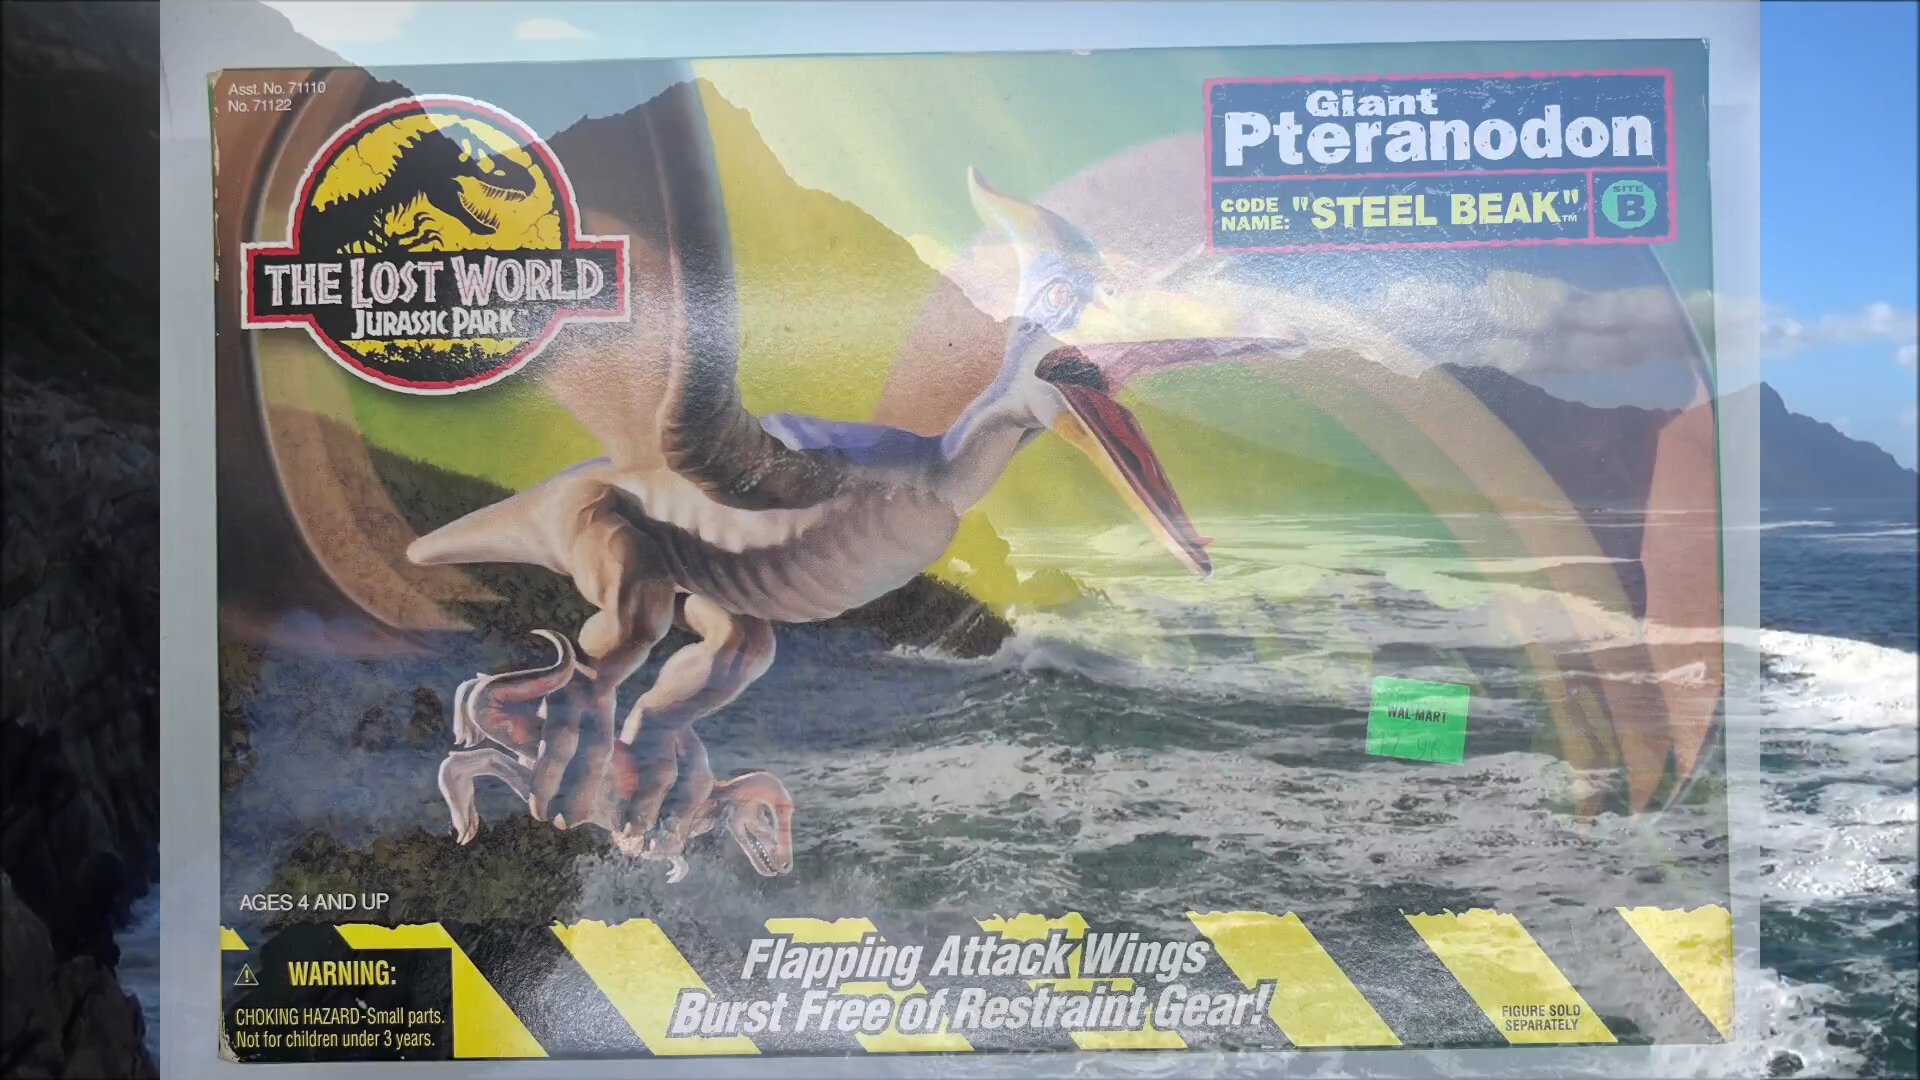 Asst. No. 71110
No. 71122
THE LOST WORLD
JURASSIC PARK™
Giant
Pteranodon
CODE NAME: "STEEL BEAK"™
SITE B
WAL-MART
AGES 4 AND UP
⚠ WARNING:
CHOKING HAZARD-Small parts.
Not for children under 3 years.
Flapping Attack Wings
Burst Free of Restraint Gear!
FIGURE SOLD
SEPARATELY